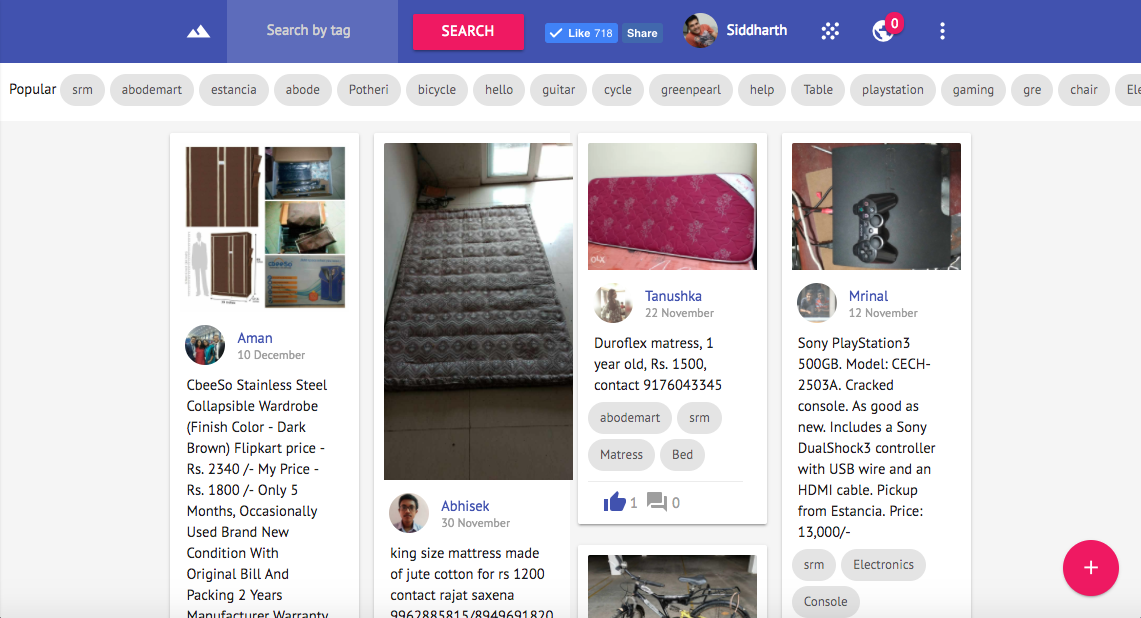 Search by tag
SEARCH
Like 718
Share
Siddharth
0
Popular
srm
abodemart
estancia
abode
Potheri
bicycle
hello
guitar
cycle
greenpearl
help
Table
playstation
gaming
gre
chair
Ele
CbeeSo
Aman
10 December
CbeeSo Stainless Steel
Collapsible Wardrobe
(Finish Color - Dark
Brown) Flipkart price -
Rs. 2340 /- My Price -
Rs. 1800 /- Only 5
Months, Occasionally
Used Brand New
Condition With
Original Bill And
Packing 2 Years
Manufacturer Warranty
Abhisek
30 November
king size mattress made
of jute cotton for rs 1200
contact rajat saxena
9962885815/8949691820
olx
Tanushka
22 November
Duroflex matress, 1
year old, Rs. 1500,
contact 9176043345
abodemart
srm
Matress
Bed
1
0
Mrinal
12 November
Sony PlayStation3
500GB. Model: CECH-
2503A. Cracked
console. As good as
new. Includes a Sony
DualShock3 controller
with USB wire and an
HDMI cable. Pickup
from Estancia. Price:
13,000/-
srm
Electronics
Console